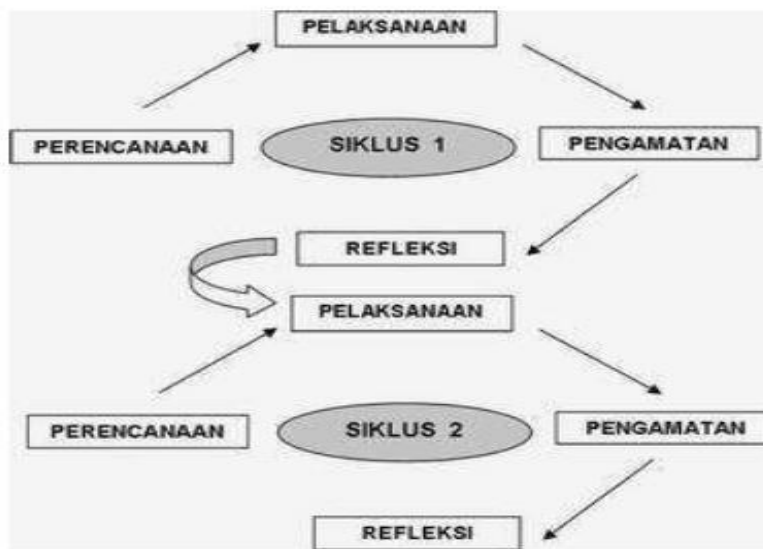 PELAKSANAAN
PERENCANAAN
SIKLUS 1
PENGAMATAN
REFLEKSI
PELAKSANAAN
PERENCANAAN
SIKLUS 2
PENGAMATAN
REFLEKSI